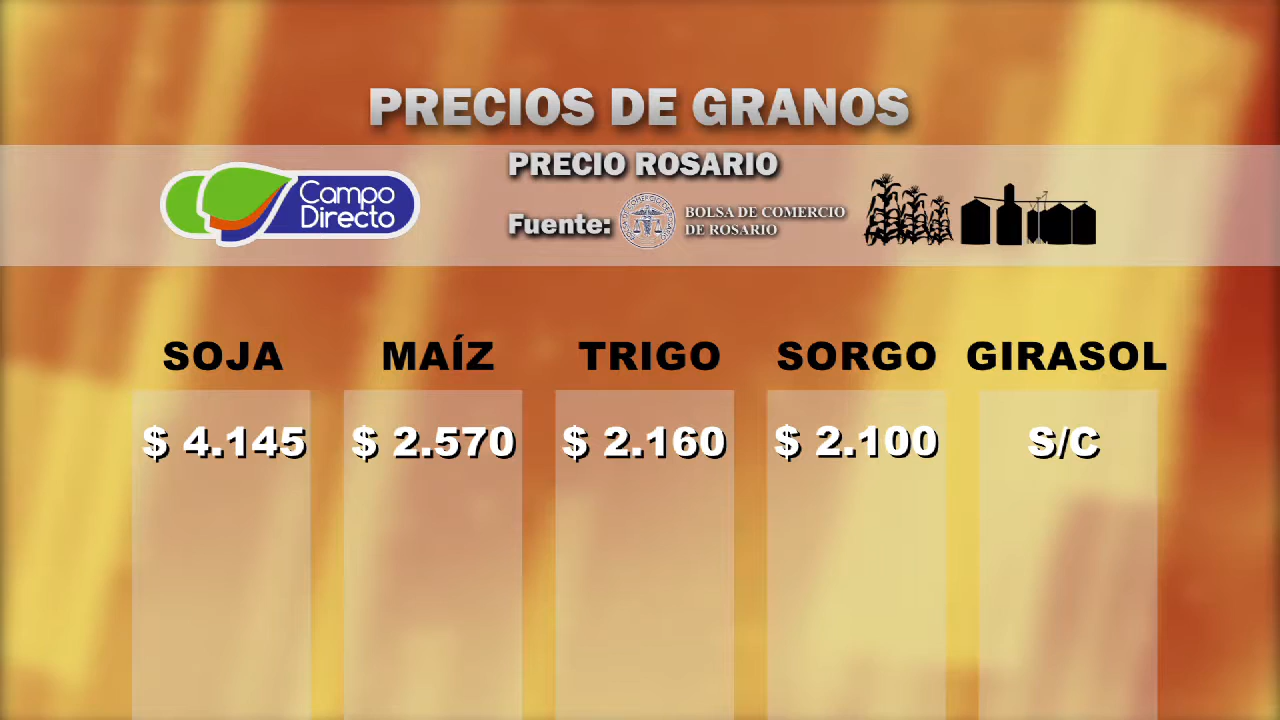 PRECIOS DE GRANOS
PRECIO ROSARIO
Campo
Directo
Fuente:
BOLSA DE COMERCIO
DE ROSARIO
SOJA MAÍZ TRIGO SORGO GIRASOL
$ 4.145 $ 2.570 $ 2.160 $ 2.100 S/C